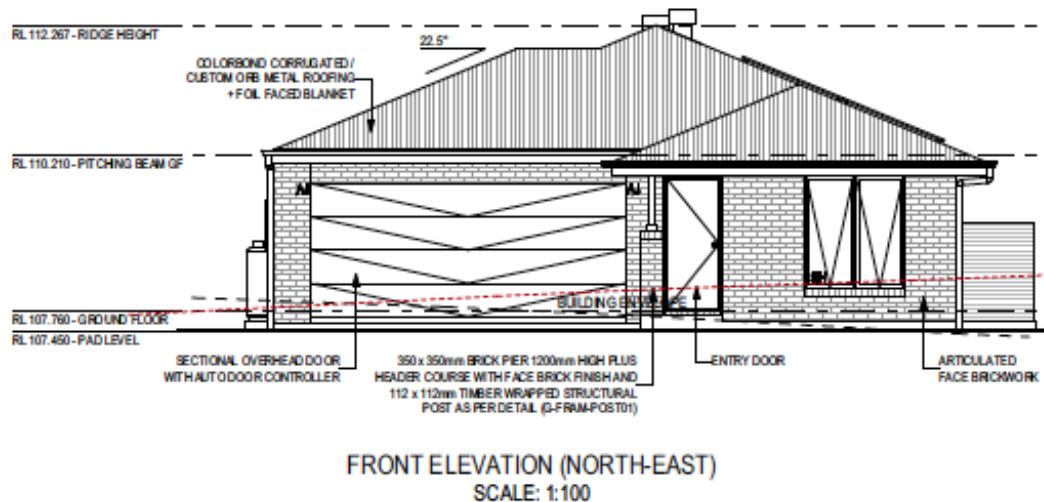 RL 112.267 - RIDGE HEIGHT
22.5°
COLORBOND CORRUGATED /
CUSTOM ORB METAL ROOFING
+ FOIL FACED BLANKET
RL 110.210 - PITCHING BEAM GF
BUILDING ENVELOPE
RL 107.760 - GROUND FLOOR
RL 107.450 - PAD LEVEL
SECTIONAL OVERHEAD DOOR
WITH AUTO DOOR CONTROLLER
350 x 350mm BRICK PIER 1200mm HIGH PLUS
HEADER COURSE WITH FACE BRICK FINISH AND
112 x 112mm TIMBER WRAPPED STRUCTURAL
POST AS PER DETAIL (G-FRAM-POST01)
ENTRY DOOR
ARTICULATED
FACE BRICKWORK
FRONT ELEVATION (NORTH-EAST)
SCALE: 1:100